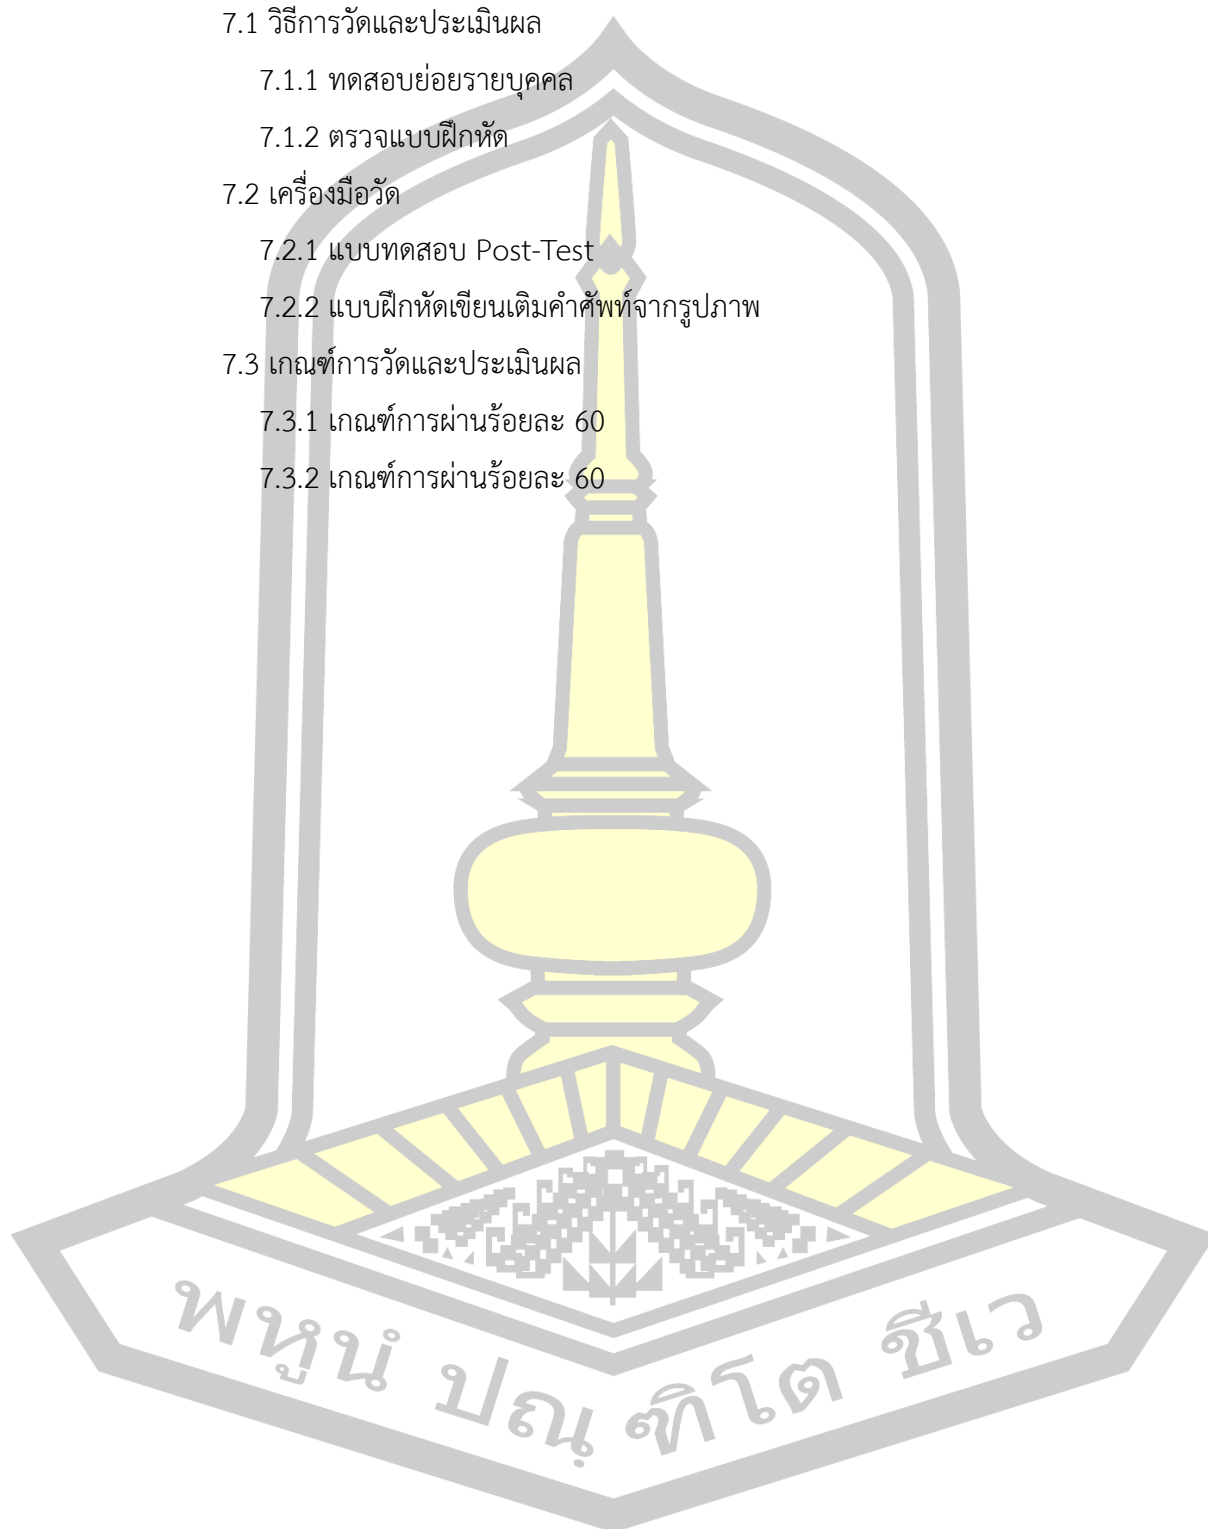 7.1 วิธีการวัดและประเมินผล
7.1.1 ทดสอบย่อยรายบุคคล
7.1.2 ตรวจแบบฝึกหัด
7.2 เครื่องมือวัด
7.2.1 แบบทดสอบ Post-Test
7.2.2 แบบฝึกหัดเขียนเติมคำศัพท์จากรูปภาพ
7.3 เกณฑ์การวัดและประเมินผล
7.3.1 เกณฑ์การผ่านร้อยละ 60
7.3.2 เกณฑ์การผ่านร้อยละ 60
พหูนํ ปณฺ ฑิโต ชีเว